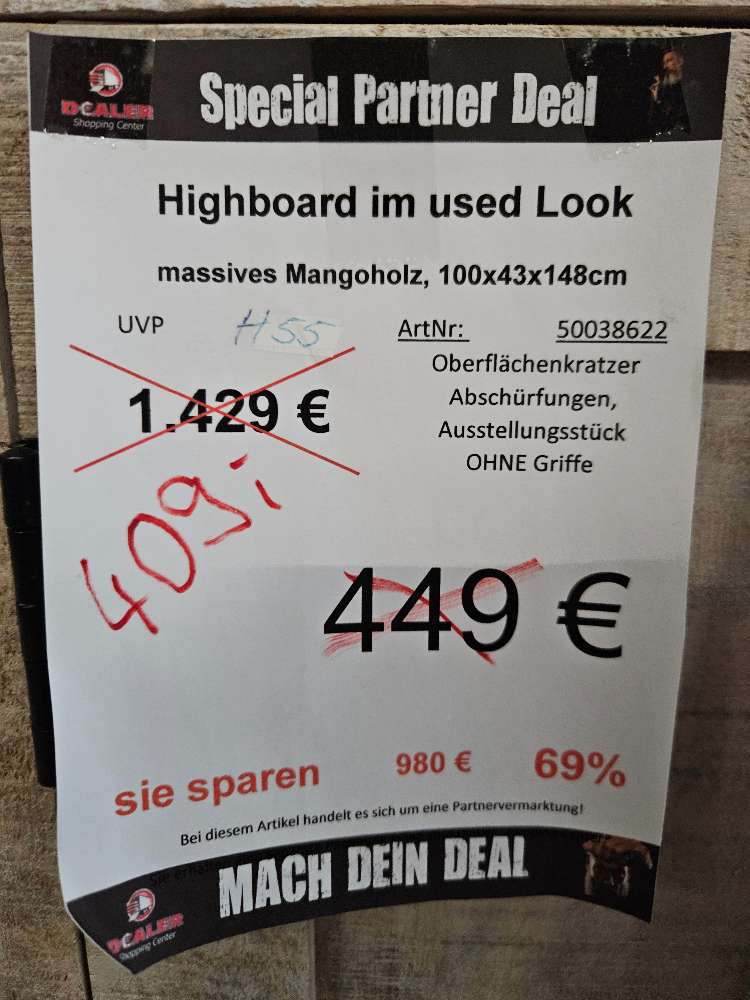 DEALER
Shopping Center
Special Partner Deal
Highboard im used Look
massives Mangoholz, 100x43x148cm
UVP
H55
ArtNr: 50038622
Oberflächenkratzer
Abschürfungen,
Ausstellungsstück
OHNE Griffe
1.429 €
409,-
449 €
sie sparen 980 € 69%
Bei diesem Artikel handelt es sich um eine Partnervermarktung!
MACH DEIN DEAL
DEALER
Shopping Center